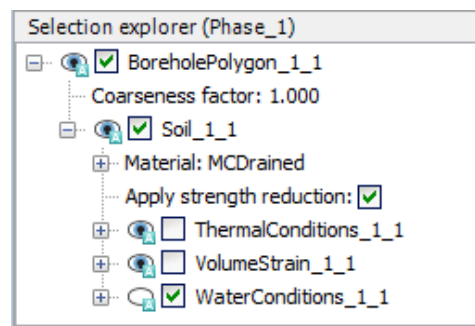 Selection explorer (Phase_1)
BoreholePolygon_1_1
Coarseness factor: 1.000
Soil_1_1
Material: MCDrained
Apply strength reduction:
ThermalConditions_1_1
VolumeStrain_1_1
WaterConditions_1_1